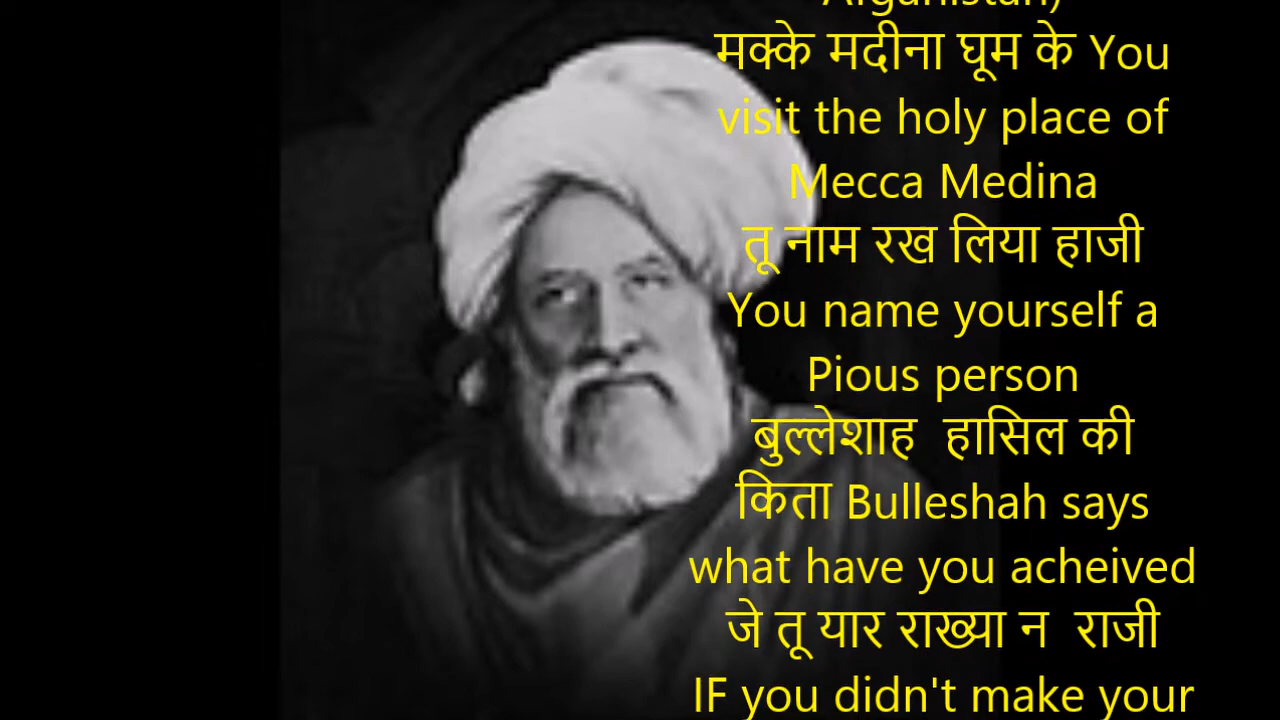 मक्के मदीना घूम के You
visit the holy place of
Mecca Medina
तू नाम रख लिया हाजी
You name yourself a
Pious person
बुल्लेशाह हासिल की
किता Bulleshah says
what have you acheived
जे तू यार राख्या न राजी
IF you didn't make your